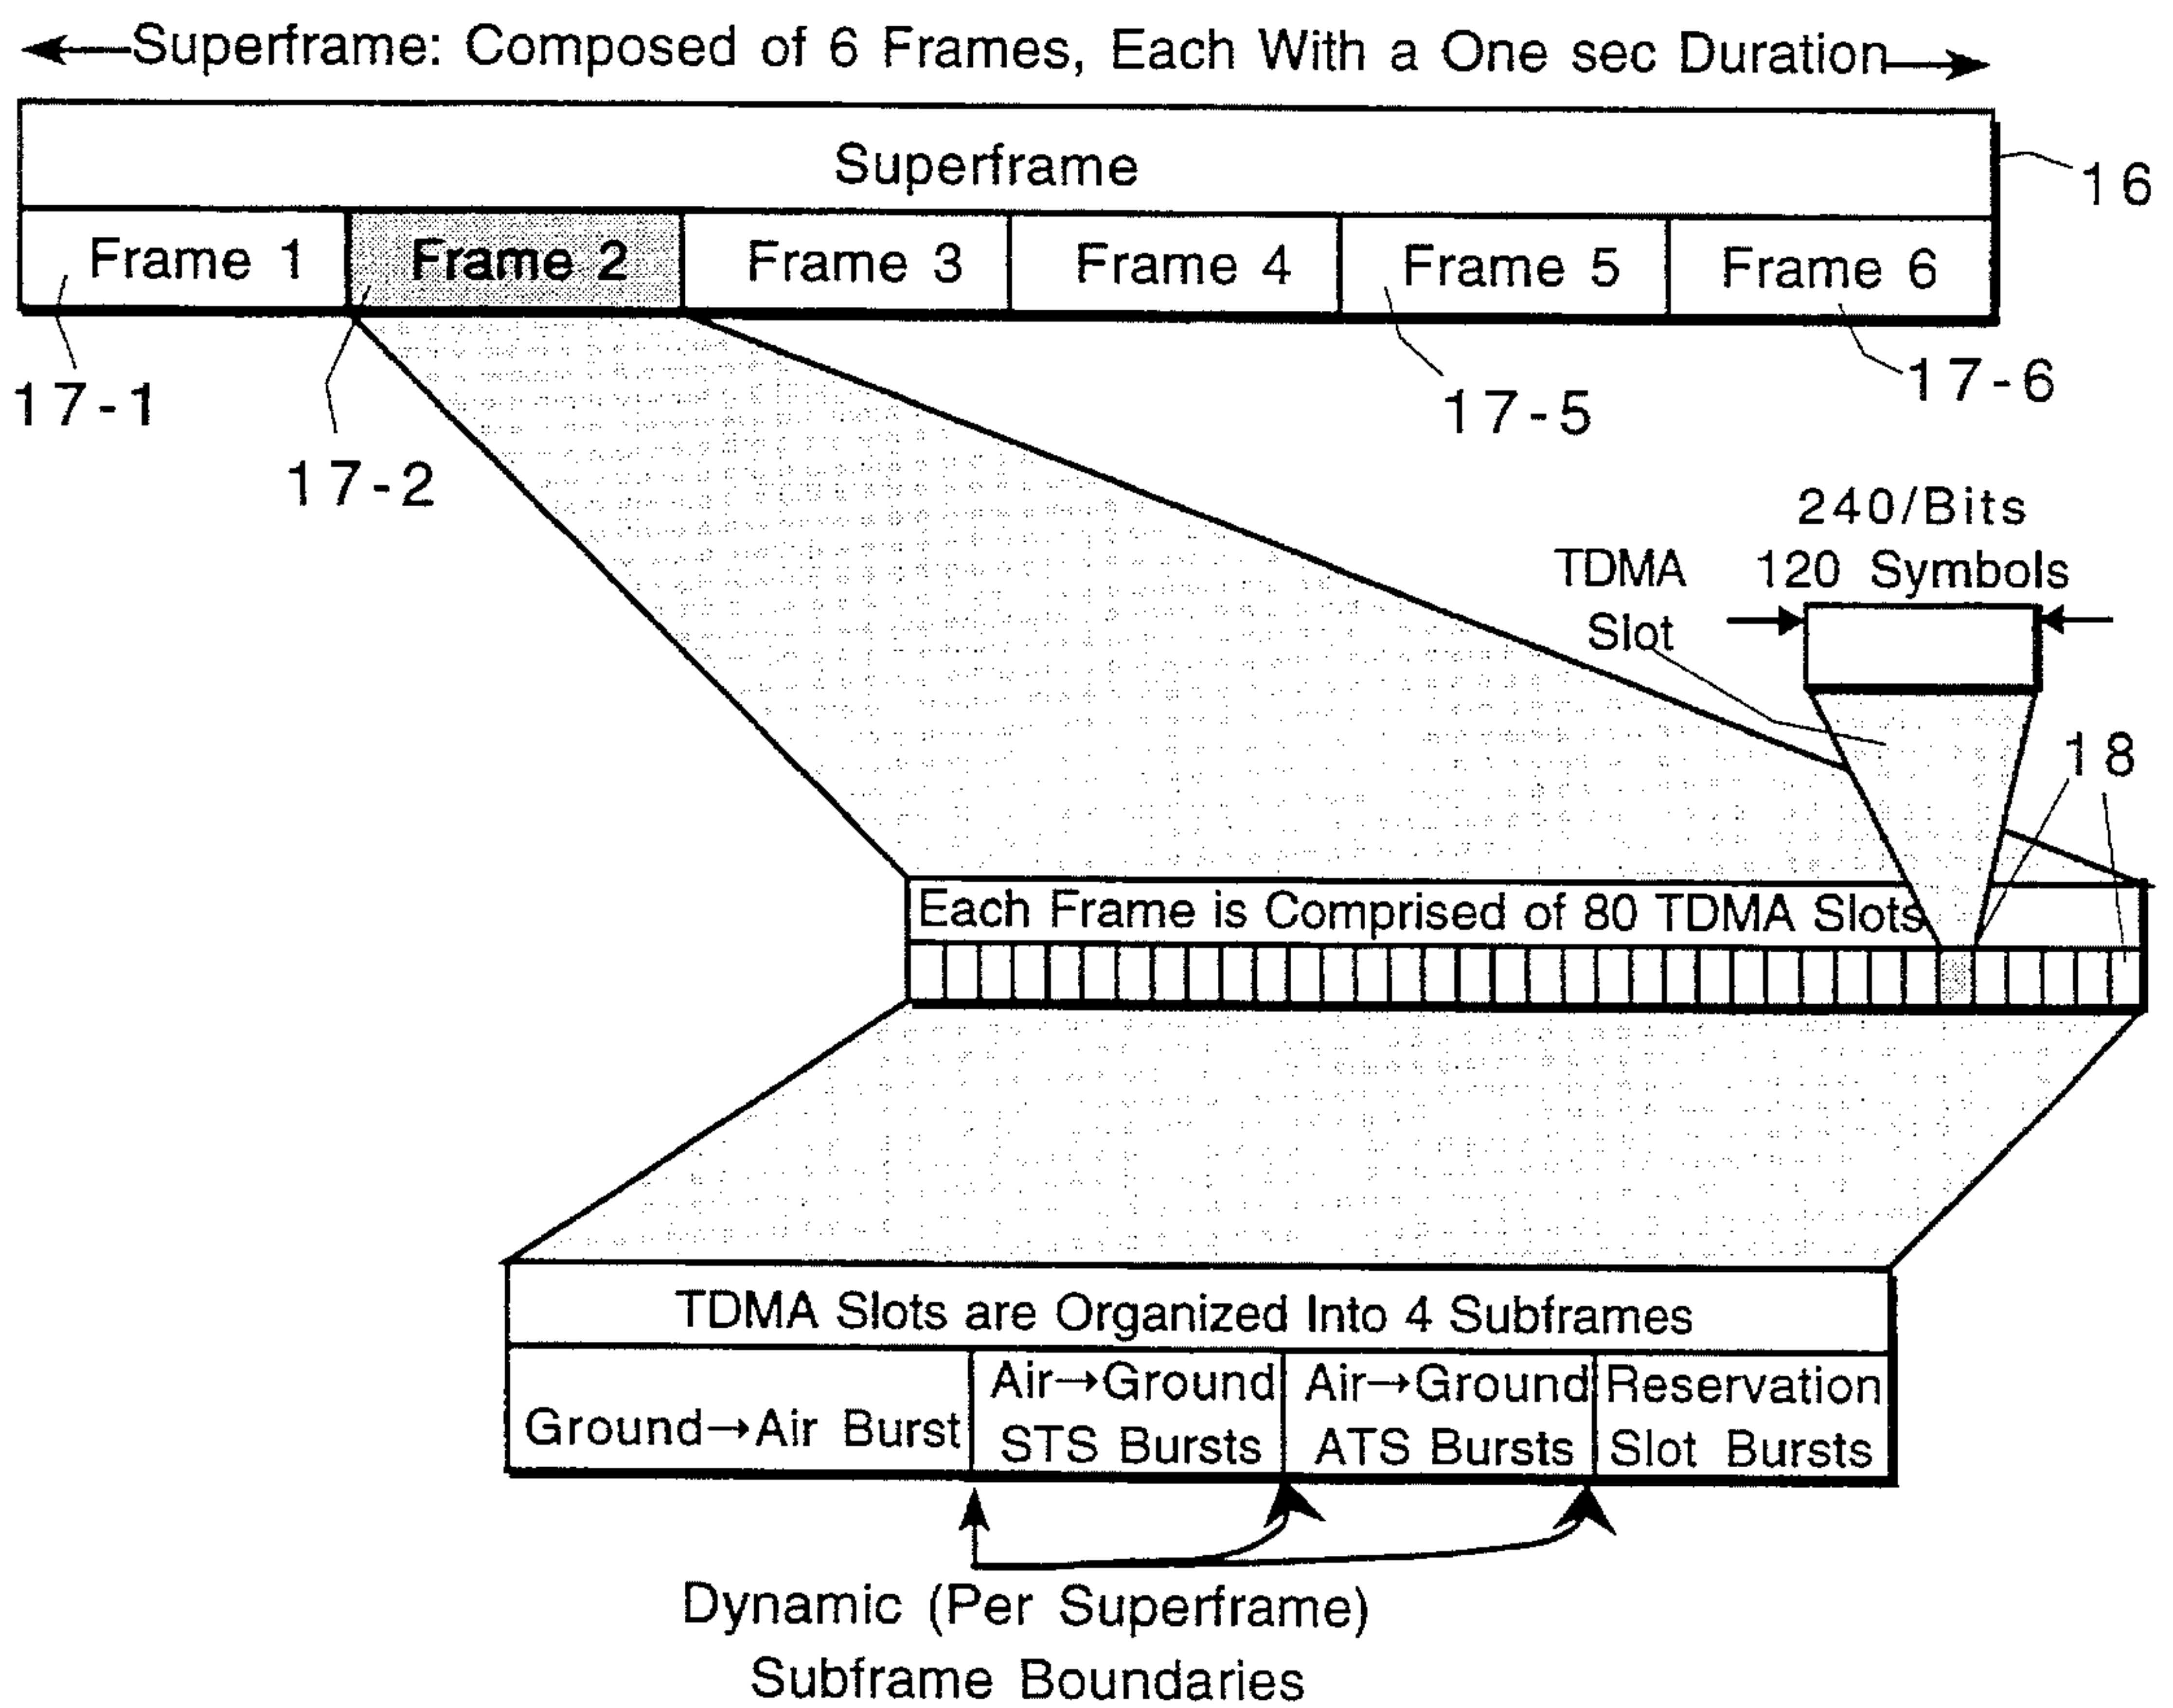 Superframe: Composed of 6 Frames, Each With a One sec Duration
Superframe
16
Frame 1
Frame 2
Frame 3
Frame 4
Frame 5
Frame 6
17-1
17-2
17-5
17-6
240/Bits
120 Symbols
TDMA
Slot
18
Each Frame is Comprised of 80 TDMA Slots
TDMA Slots are Organized Into 4 Subframes
Ground→Air Burst
Air→Ground
STS Bursts
Air→Ground
ATS Bursts
Reservation
Slot Bursts
Dynamic (Per Superframe)
Subframe Boundaries